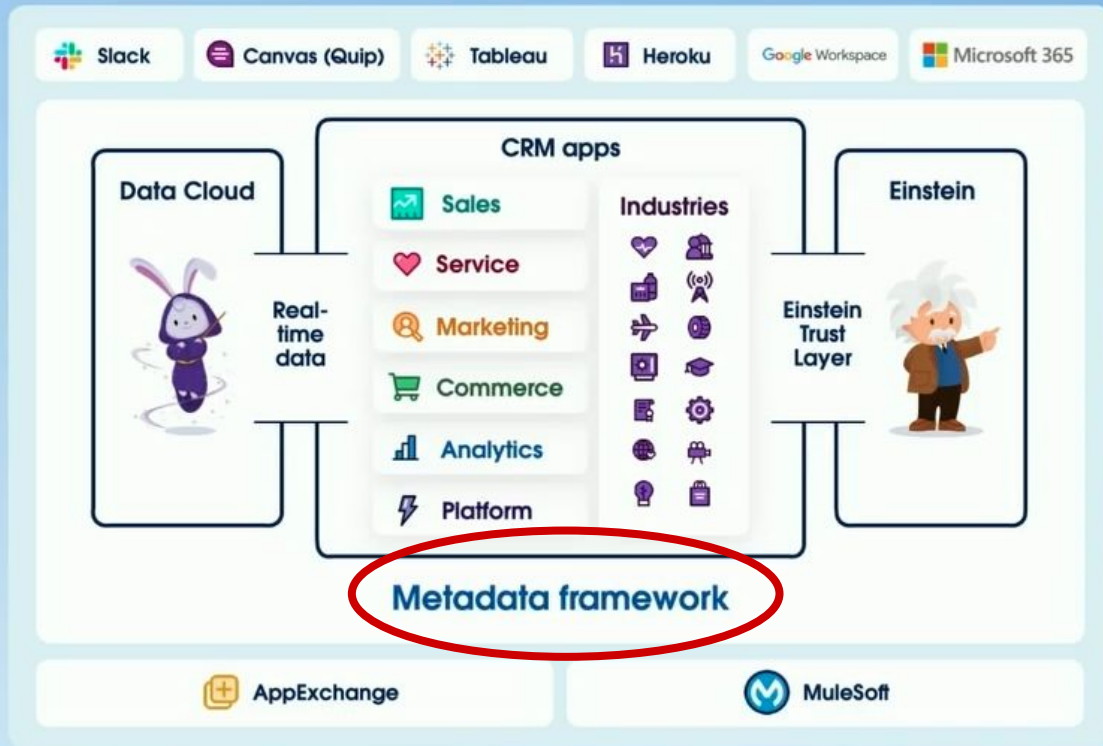 Slack
Canvas (Quip)
Tableau
Heroku
Google Workspace
Microsoft 365
CRM apps
Data Cloud
Real-
time
data
Sales
Service
Marketing
Commerce
Analytics
Platform
Industries
Einstein
Trust
Layer
Einstein
Metadata framework
AppExchange
MuleSoft